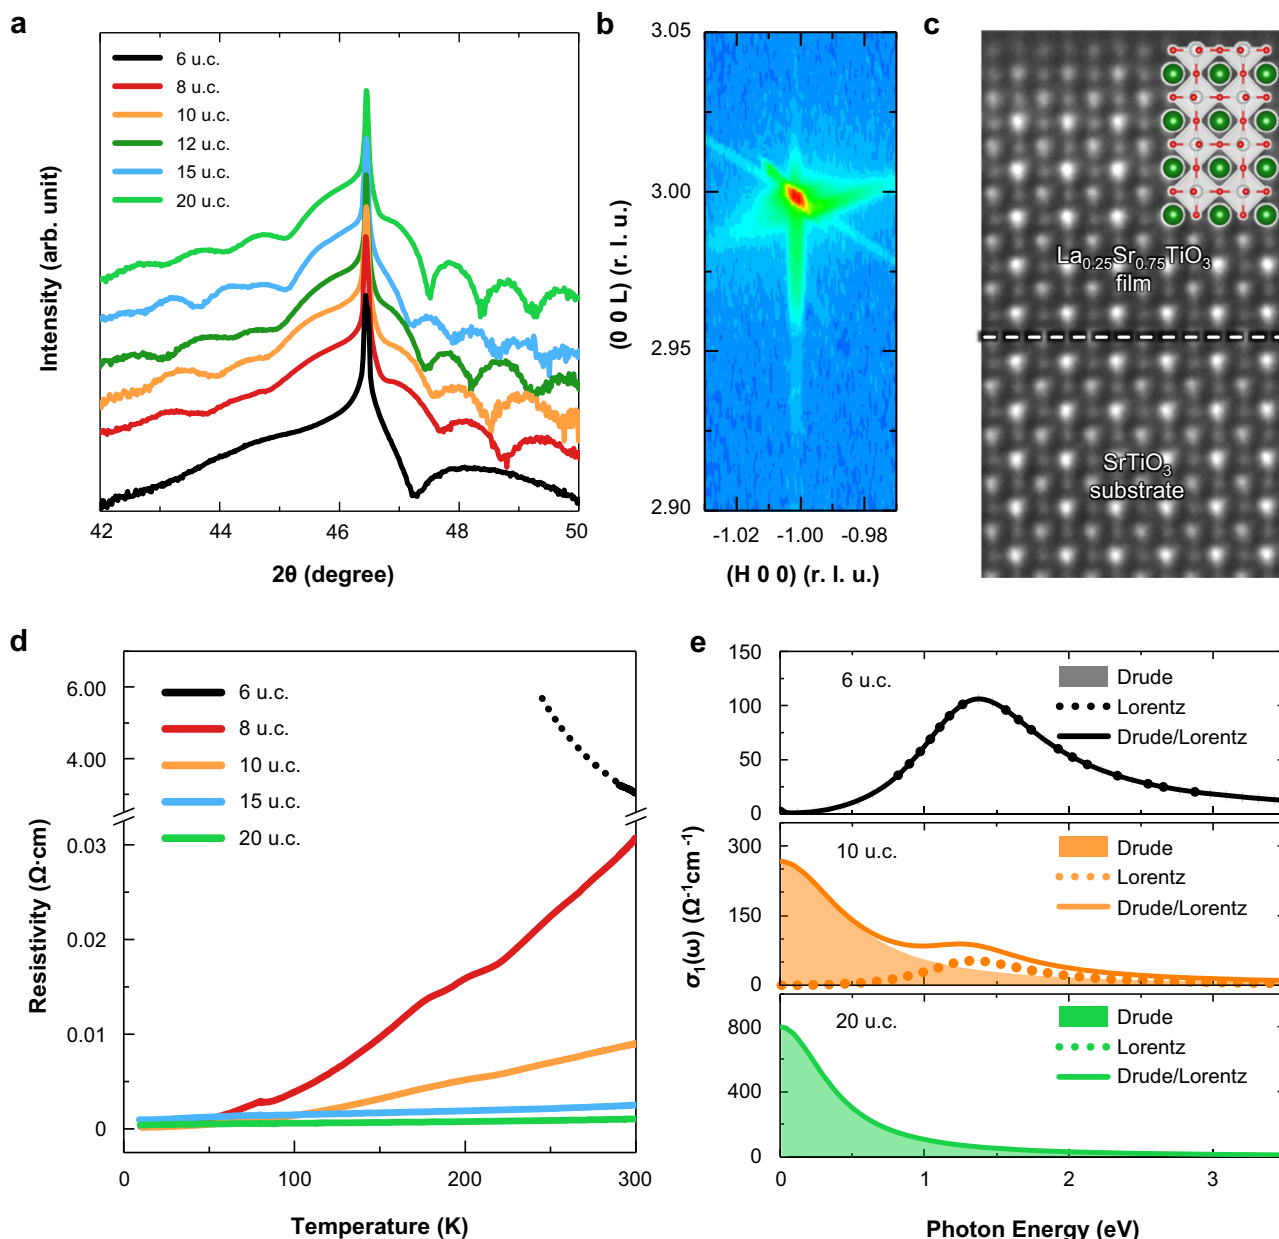 a
6 u.c.
8 u.c.
10 u.c.
12 u.c.
15 u.c.
20 u.c.
Intensity (arb. unit)
42 44 46 48 50
2θ (degree)
b
3.05
3.00
2.95
2.90
(0 0 L) (r. l. u.)
-1.02 -1.00 -0.98
(H 0 0) (r. l. u.)
c
La0.25Sr0.75TiO3
film
SrTiO3
substrate
d
6.00
4.00
0.03
0.02
0.01
0
Resistivity (Ω·cm)
6 u.c.
8 u.c.
10 u.c.
15 u.c.
20 u.c.
0 100 200 300
Temperature (K)
e
150
100
50
0
6 u.c.
Drude
Lorentz
Drude/Lorentz
300
150
0
10 u.c.
Drude
Lorentz
Drude/Lorentz
800
400
0
20 u.c.
Drude
Lorentz
Drude/Lorentz
σ1(ω) (Ω-1cm-1)
0 1 2 3
Photon Energy (eV)